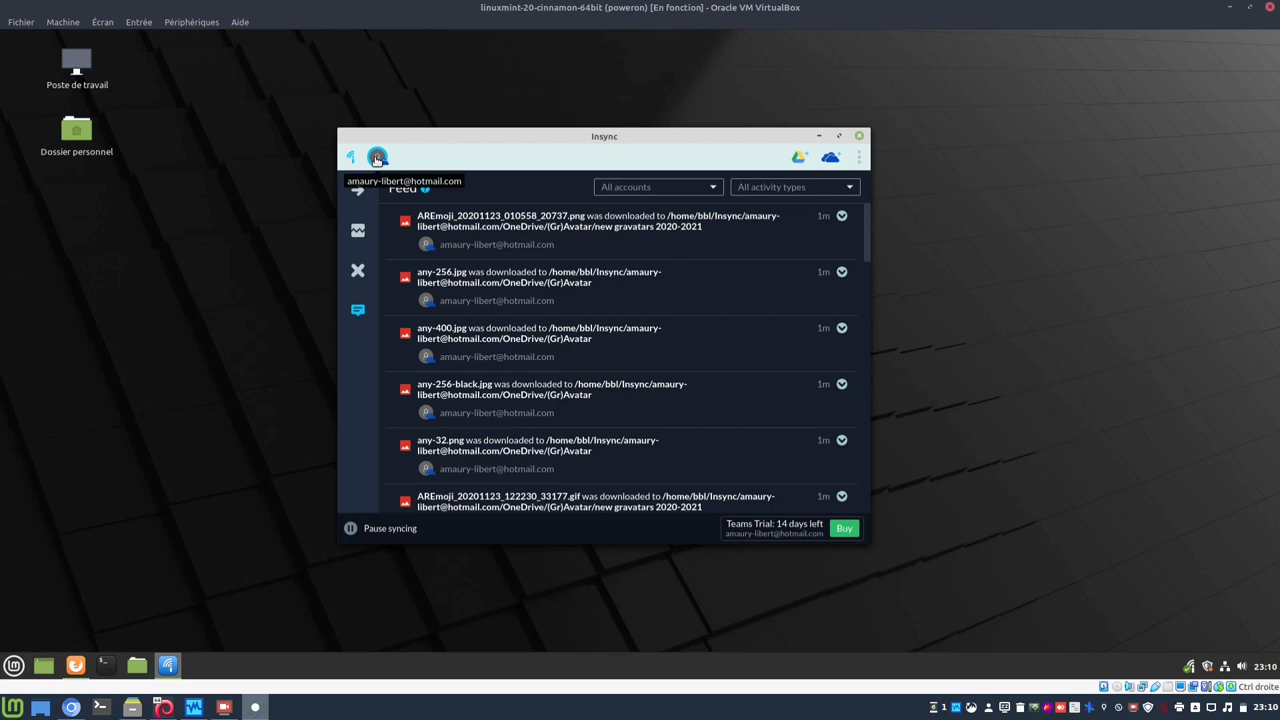 linuxmint-20-cinnamon-64bit (poweron) [En fonction] - Oracle VM VirtualBox
Fichier Machine Écran Entrée Périphériques Aide
Poste de travail
Dossier personnel
Insync
amaury-libert@hotmail.com
Feed
All accounts
All activity types
AREmoji_20201123_010558_20737.png was downloaded to /home/bbl/Insync/amaury-
libert@hotmail.com/OneDrive/(Gr)Avatar/new gravatars 2020-2021
1m
amaury-libert@hotmail.com
any-256.jpg was downloaded to /home/bbl/Insync/amaury-
libert@hotmail.com/OneDrive/(Gr)Avatar
1m
amaury-libert@hotmail.com
any-400.jpg was downloaded to /home/bbl/Insync/amaury-
libert@hotmail.com/OneDrive/(Gr)Avatar
1m
amaury-libert@hotmail.com
any-256-black.jpg was downloaded to /home/bbl/Insync/amaury-
libert@hotmail.com/OneDrive/(Gr)Avatar
1m
amaury-libert@hotmail.com
any-32.png was downloaded to /home/bbl/Insync/amaury-
libert@hotmail.com/OneDrive/(Gr)Avatar
1m
amaury-libert@hotmail.com
AREmoji_20201123_122230_33177.gif was downloaded to /home/bbl/Insync/amaury-
libert@hotmail.com/OneDrive/(Gr)Avatar/new gravatars 2020-2021
1m
Pause syncing
Teams Trial: 14 days left
amaury-libert@hotmail.com
Buy
23:10
Ctrl droite
1
23:10